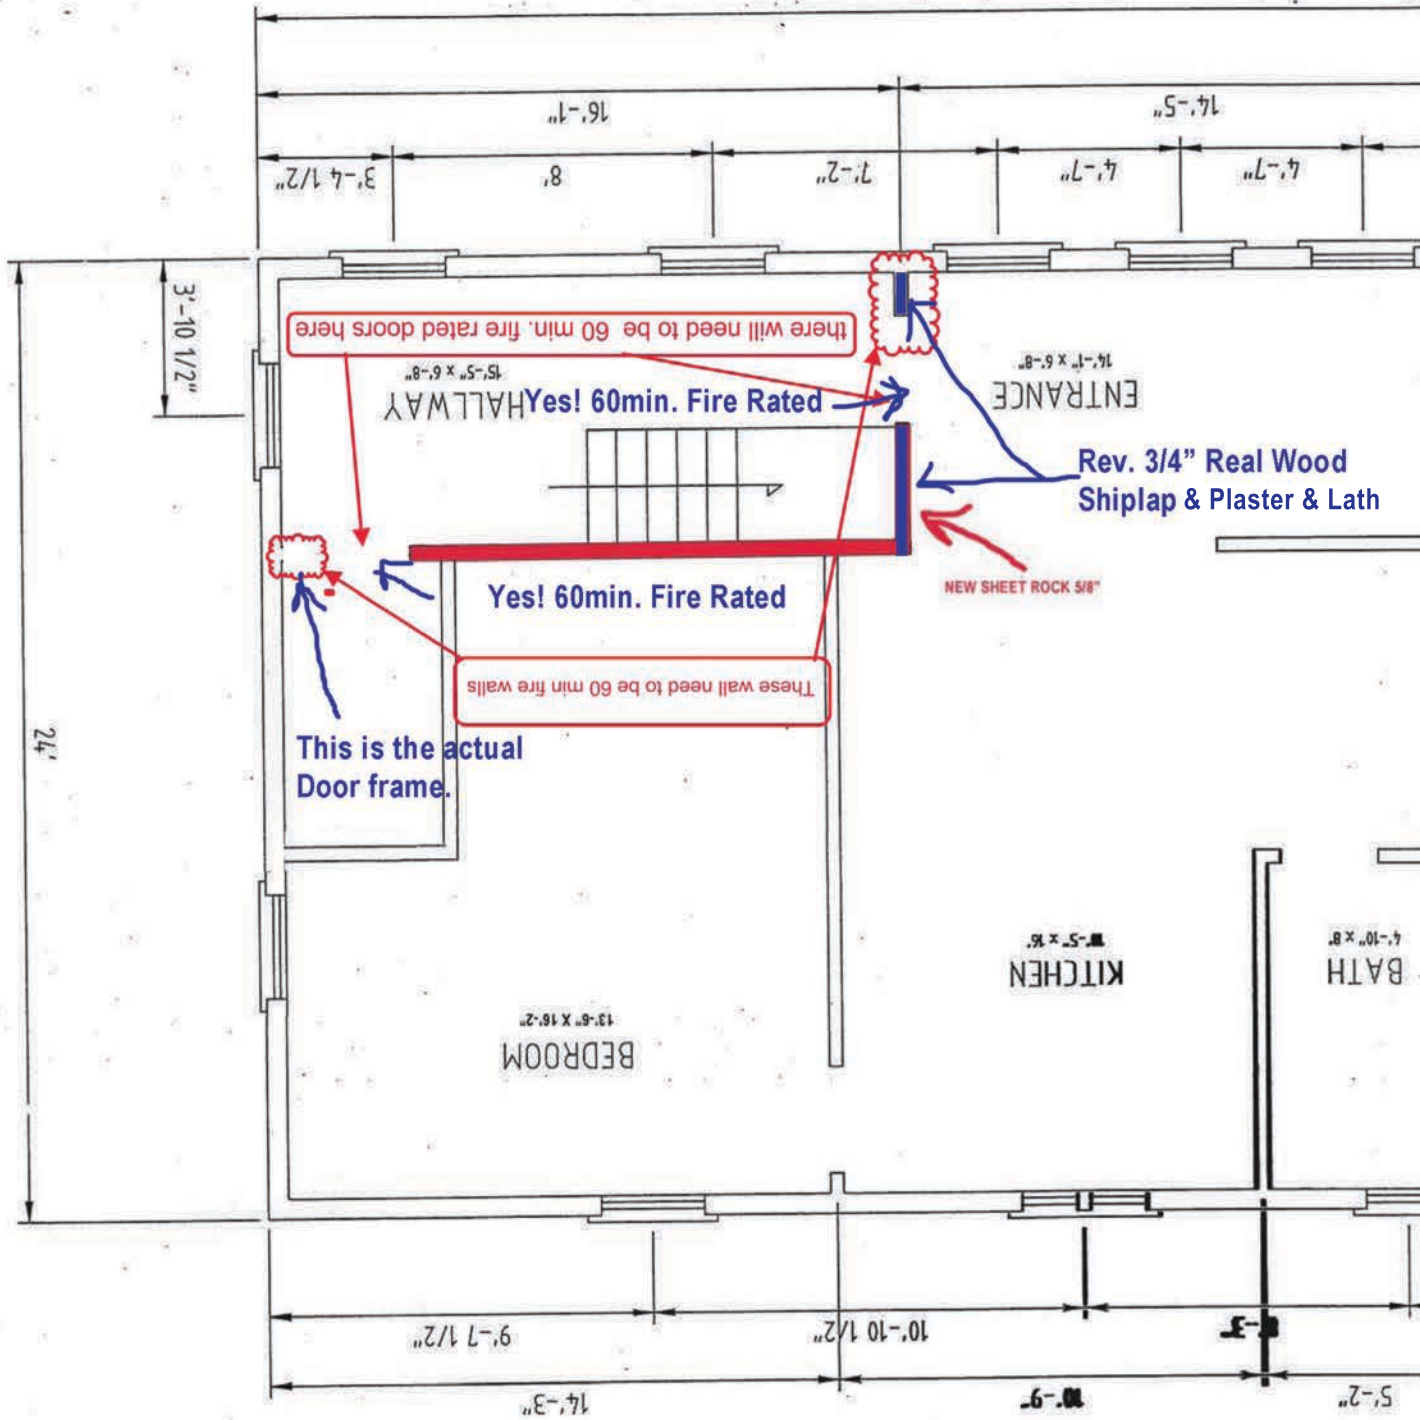 16'-1"
14'-5"
3'-4 1/2"
8'
7'-2"
4'-7"
4'-7"
3'-10 1/2"
there will need to be 60 min. fire rated doors here
15'-5" x 6'-8"
HALLWAY
Yes! 60min. Fire Rated
14'-1" x 6'-8"
ENTRANCE
Rev. 3/4” Real Wood
Shiplap & Plaster & Lath
NEW SHEET ROCK 5/8"
Yes! 60min. Fire Rated
These wall need to be 60 min fire walls
This is the actual
Door frame.
24'
KITCHEN
4'-10" x 8'
BATH
13'-6" X 16'-2"
BEDROOM
9'-7 1/2"
10'-10 1/2"
14'-3"
10'-9"
5'-2"